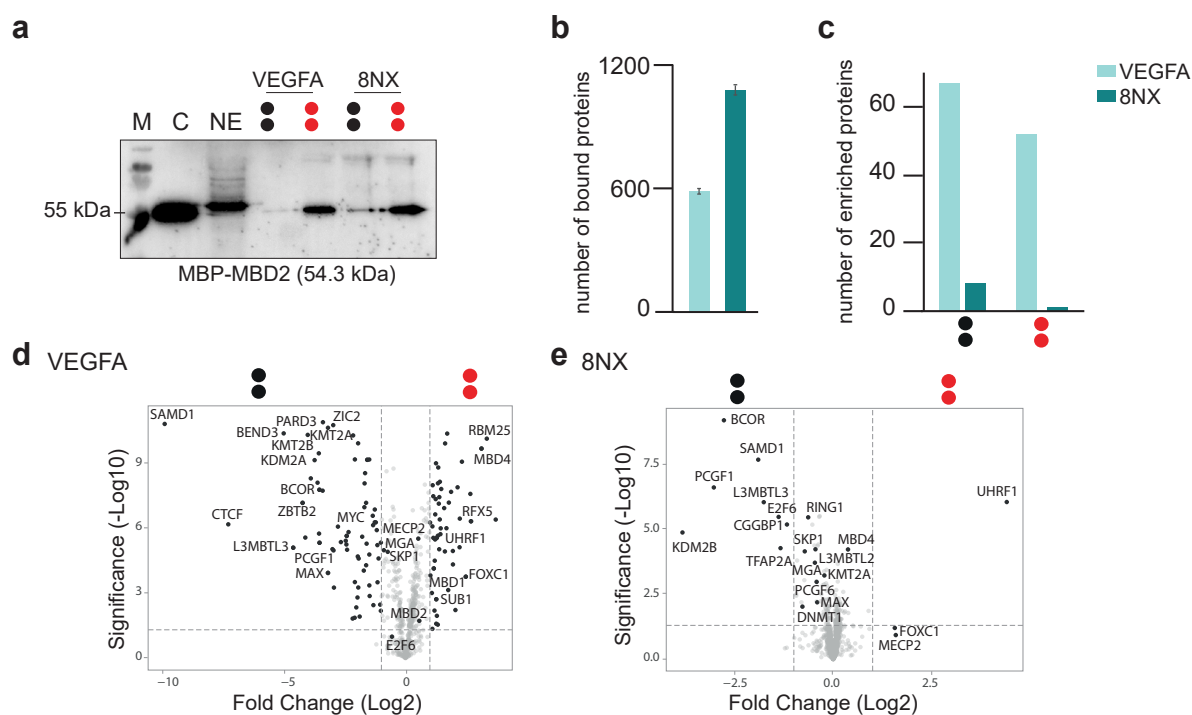 a
VEGFA 8NX
M C NE
55 kDa
MBP-MBD2 (54.3 kDa)
b
number of bound proteins
1200
600
0
c
number of enriched proteins
60
40
20
0
VEGFA
8NX
d VEGFA
Significance (-Log10)
9
6
3
0
−10 −5 0
Fold Change (Log2)
SAMD1
PARD3 ZIC2
BEND3 KMT2A
KMT2B
KDM2A
BCOR
ZBTB2
CTCF
MYC
L3MBTL3
PCGF1
MAX
MECP2
MGA
SKP1
MBD2
E2F6
RBM25
MBD4
RFX5
UHRF1
FOXC1
MBD1
SUB1
e 8NX
Significance (-Log10)
7.5
5.0
2.5
0.0
−2.5 0.0 2.5
Fold Change (Log2)
BCOR
SAMD1
PCGF1
L3MBTL3
E2F6 RING1
CGGBP1
KDM2B
SKP1 MBD4
TFAP2A L3MBTL2
MGA KMT2A
PCGF6
MAX
DNMT1
UHRF1
FOXC1
MECP2